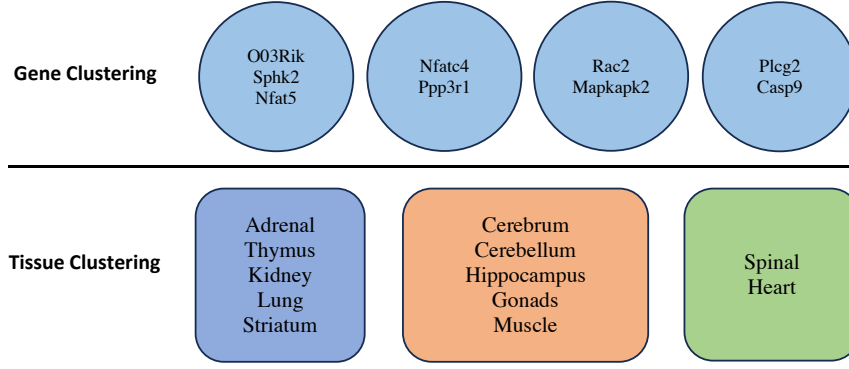 Gene Clustering
O03Rik
Sphk2
Nfat5
Nfatc4
Ppp3r1
Rac2
Mapkapk2
Plcg2
Casp9
Tissue Clustering
Adrenal
Thymus
Kidney
Lung
Striatum
Cerebrum
Cerebellum
Hippocampus
Gonads
Muscle
Spinal
Heart